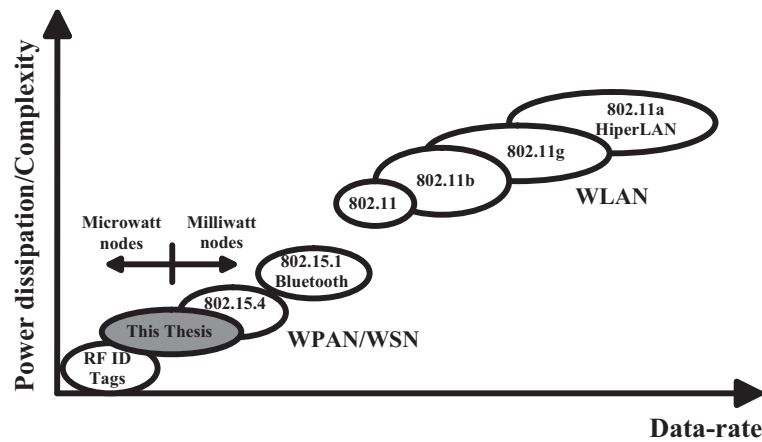 Power dissipation/Complexity
802.11a
HiperLAN
802.11g
802.11b
802.11
WLAN
Microwatt
nodes
Milliwatt
nodes
802.15.1
Bluetooth
802.15.4
This Thesis
WPAN/WSN
RF ID
Tags
Data-rate